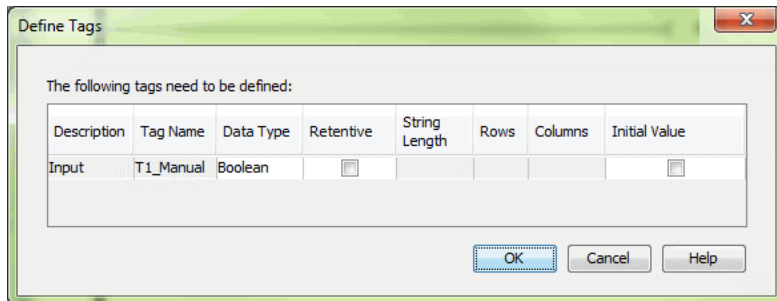 Define Tags
The following tags need to be defined:
Description Tag Name Data Type Retentive String Length Rows Columns Initial Value
Input T1_Manual Boolean
OK Cancel Help